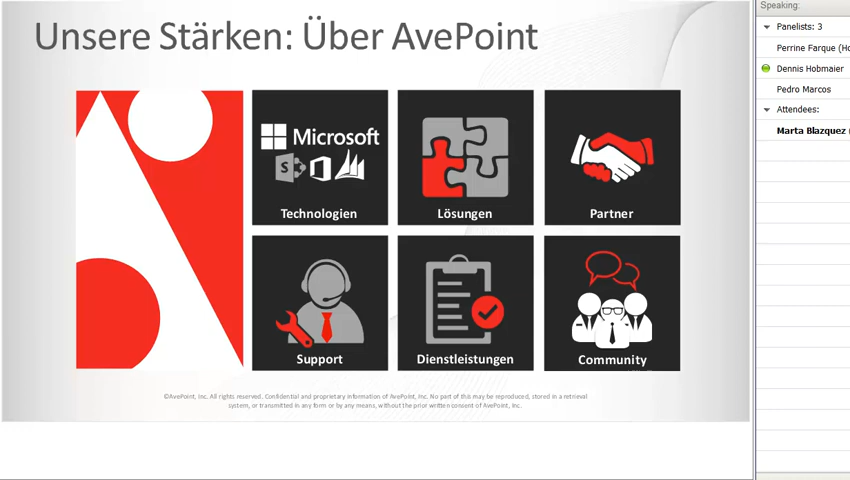 Unsere Stärken: Über AvePoint
Microsoft
S
Technologien
Lösungen
Partner
Support
Dienstleistungen
Community
©AvePoint, Inc. All rights reserved. Confidential and proprietary information of AvePoint, Inc. No part of this may be reproduced, stored in a retrieval
system, or transmitted in any form or by any means, without the prior written consent of AvePoint, Inc.
Speaking:
Panelists: 3
Perrine Farque (Ho
Dennis Hobmaier
Pedro Marcos
Attendees:
Marta Blazquez (